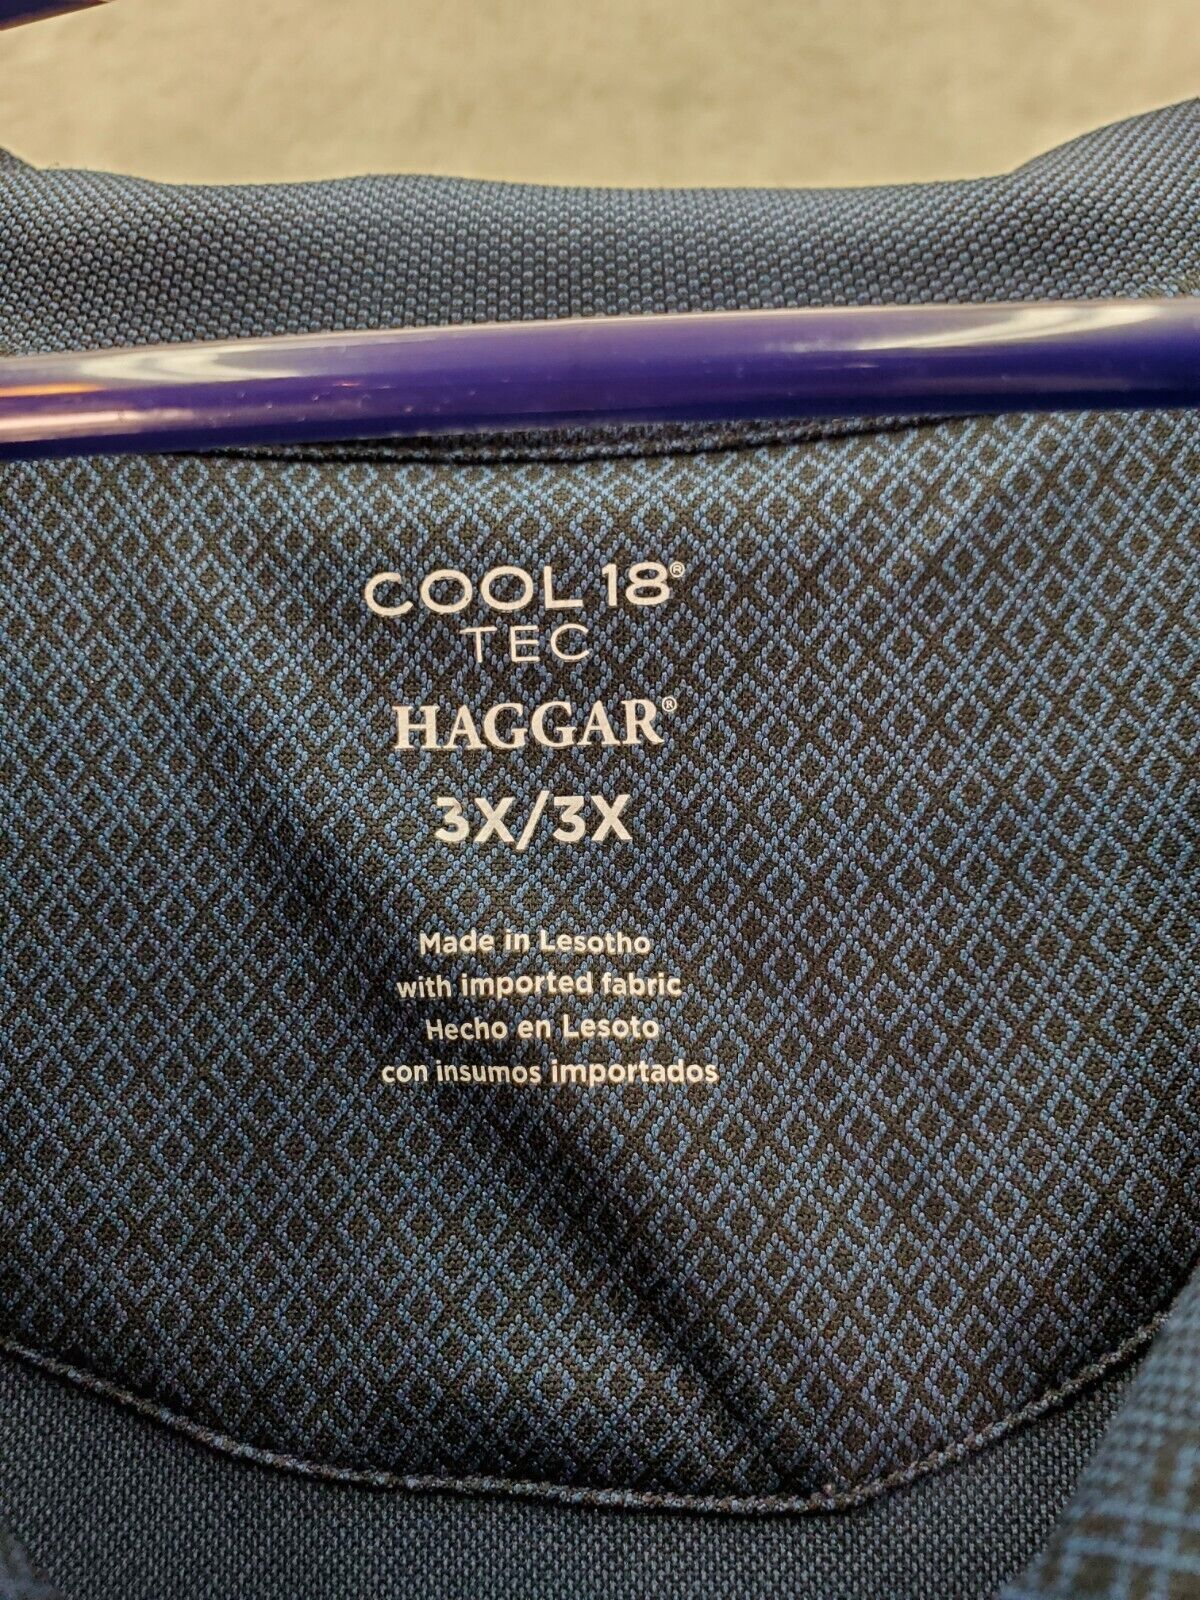 COOL 18®
TEC
HAGGAR®
3X/3X
Made in Lesotho
with imported fabric
Hecho en Lesoto
con insumos importados